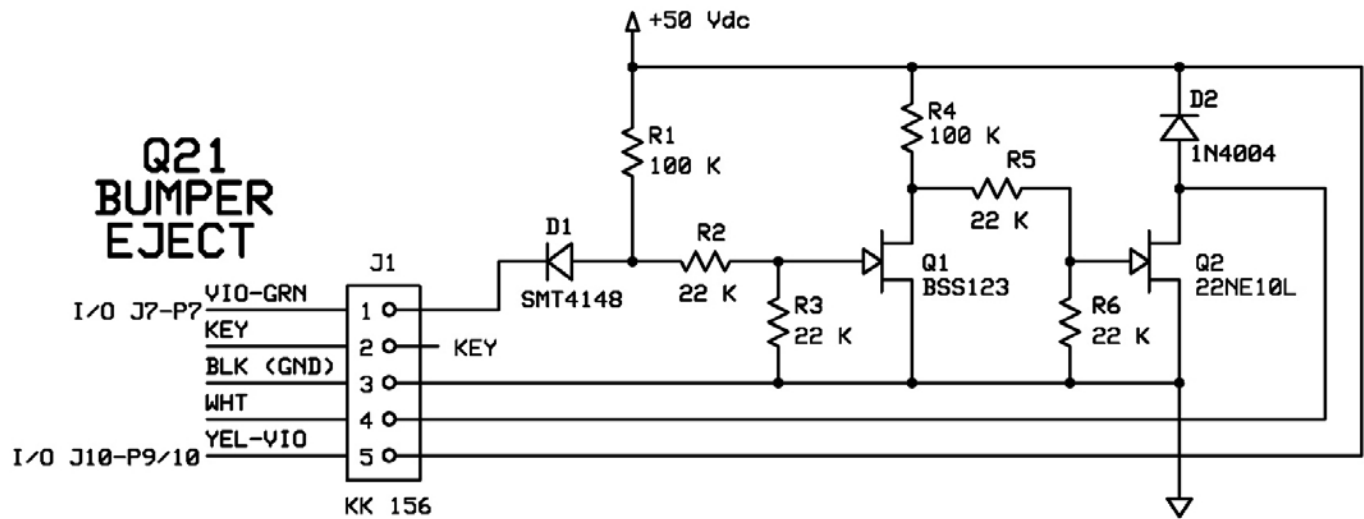 +50 Vdc
Q21
BUMPER
EJECT
R1
100 K
R4
100 K
D2
1N4004
R5
22 K
D1
SMT4148
R2
22 K
R3
22 K
Q1
BSS123
R6
22 K
Q2
22NE10L
J1
I/O J7-P7
VIO-GRN
1
KEY
2
KEY
BLK (GND)
3
WHT
4
I/O J10-P9/10
YEL-VIO
5
KK 156